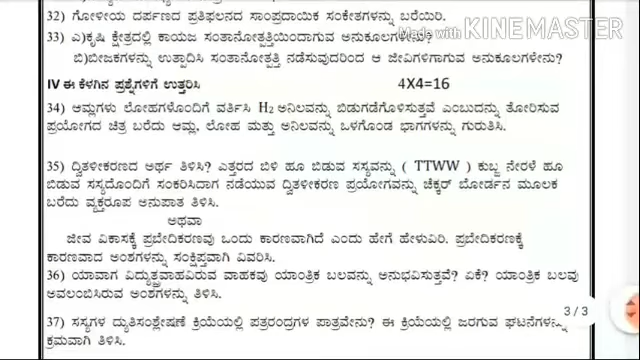 32) ಗೋಳೀಯ ದರ್ಪಣದ ಪ್ರತಿಫಲನದ ಸಾಂಪ್ರದಾಯಿಕ ಸಂಕೇತಗಳನ್ನು ಬರೆಯಿರಿ.
Made with KINEMASTER
33) ಎ)ಕೃಷಿ ಕ್ಷೇತ್ರದಲ್ಲಿ ಕಾಯಜ ಸಂತಾನೋತ್ಪತ್ತಿಯಿಂದಾಗುವ ಅನುಕೂಲಗಳೇನು?
ಬಿ)ಬೀಜಕಗಳನ್ನು ಉತ್ಪಾದಿಸಿ ಸಂತಾನೋತ್ಪತ್ತಿ ನಡೆಸುವುದರಿಂದ ಆ ಜೀವಿಗಳಿಗಾಗುವ ಅನುಕೂಲಗಳೇನು?
IV ಈ ಕೆಳಗಿನ ಪ್ರಶ್ನೆಗಳಿಗೆ ಉತ್ತರಿಸಿ 4X4=16
34) ಆಮ್ಲಗಳು ಲೋಹಗಳೊಂದಿಗೆ ವರ್ತಿಸಿ H₂ ಅನಿಲವನ್ನು ಬಿಡುಗಡೆಗೊಳಿಸುತ್ತವೆ ಎಂಬುದನ್ನು ತೋರಿಸುವ
ಪ್ರಯೋಗದ ಚಿತ್ರ ಬರೆದು ಆಮ್ಲ, ಲೋಹ ಮತ್ತು ಅನಿಲವನ್ನು ಒಳಗೊಂಡ ಭಾಗಗಳನ್ನು ಗುರುತಿಸಿ.
35) ದ್ವಿತಳೀಕರಣದ ಅರ್ಥ ತಿಳಿಸಿ? ಎತ್ತರದ ಬಿಳಿ ಹೂ ಬಿಡುವ ಸಸ್ಯವನ್ನು ( TTWW ) ಕುಬ್ಜ ನೇರಳೆ ಹೂ
ಬಿಡುವ ಸಸ್ಯದೊಂದಿಗೆ ಸಂಕರಿಸಿದಾಗ ನಡೆಯುವ ದ್ವಿತಳೀಕರಣ ಪ್ರಯೋಗವನ್ನು ಚೆಕ್ಕರ್ ಬೋರ್ಡನ ಮೂಲಕ
ಬರೆದು ವ್ಯಕ್ತರೂಪ ಅನುಪಾತ ತಿಳಿಸಿ.
ಅಥವಾ
ಜೀವ ವಿಕಾಸಕ್ಕೆ ಪ್ರಭೇದೀಕರಣವು ಒಂದು ಕಾರಣವಾಗಿದೆ ಎಂದು ಹೇಗೆ ಹೇಳುವಿರಿ. ಪ್ರಭೇದೀಕರಣಕ್ಕೆ
ಕಾರಣವಾದ ಅಂಶಗಳನ್ನು ಸಂಕ್ಷಿಪ್ತವಾಗಿ ವಿವರಿಸಿ.
36) ಯಾವಾಗ ವಿದ್ಯುತ್ಪ್ರವಾಹವಿರುವ ವಾಹಕವು ಯಾಂತ್ರಿಕ ಬಲವನ್ನು ಅನುಭವಿಸುತ್ತವೆ? ಏಕೆ? ಯಾಂತ್ರಿಕ ಬಲವು
ಅವಲಂಬಿಸಿರುವ ಅಂಶಗಳನ್ನು ತಿಳಿಸಿ.
3 / 3
37) ಸಸ್ಯಗಳ ದ್ಯುತಿಸಂಶ್ಲೇಷಣೆ ಕ್ರಿಯೆಯಲ್ಲಿ ಪತ್ರರಂದ್ರಗಳ ಪಾತ್ರವೇನು? ಈ ಕ್ರಿಯೆಯಲ್ಲಿ ಜರಗುವ ಘಟನೆಗಳನ್ನು
ಕ್ರಮವಾಗಿ ತಿಳಿಸಿ.